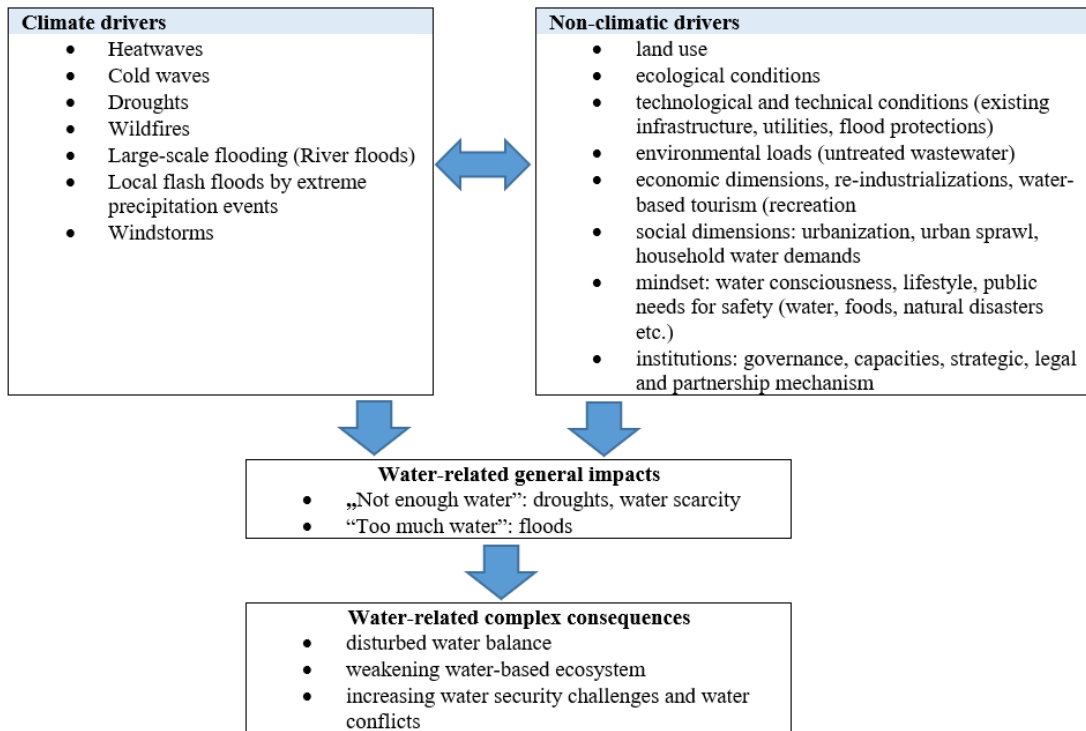 Climate drivers
• Heatwaves
• Cold waves
• Droughts
• Wildfires
• Large-scale flooding (River floods)
• Local flash floods by extreme
precipitation events
• Windstorms
Non-climatic drivers
• land use
• ecological conditions
• technological and technical conditions (existing
infrastructure, utilities, flood protections)
• environmental loads (untreated wastewater)
• economic dimensions, re-industrializations, water-
based tourism (recreation
• social dimensions: urbanization, urban sprawl,
household water demands
• mindset: water consciousness, lifestyle, public
needs for safety (water, foods, natural disasters
etc.)
• institutions: governance, capacities, strategic, legal
and partnership mechanism
Water-related general impacts
• „Not enough water”: droughts, water scarcity
• “Too much water”: floods
Water-related complex consequences
• disturbed water balance
• weakening water-based ecosystem
• increasing water security challenges and water
conflicts